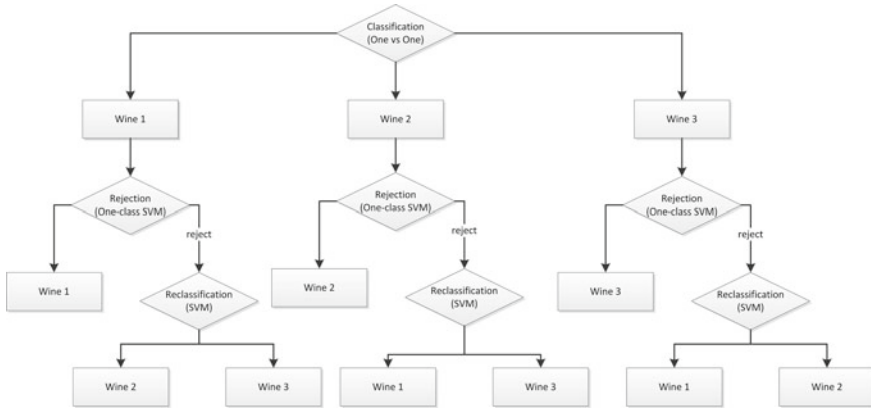 Classification
(One vs One)
Wine 1
Wine 2
Wine 3
Rejection
(One-class SVM)
Rejection
(One-class SVM)
Rejection
(One-class SVM)
reject
reject
reject
Wine 1
Reclassification
(SVM)
Wine 2
Reclassification
(SVM)
Wine 3
Reclassification
(SVM)
Wine 2
Wine 3
Wine 1
Wine 3
Wine 1
Wine 2